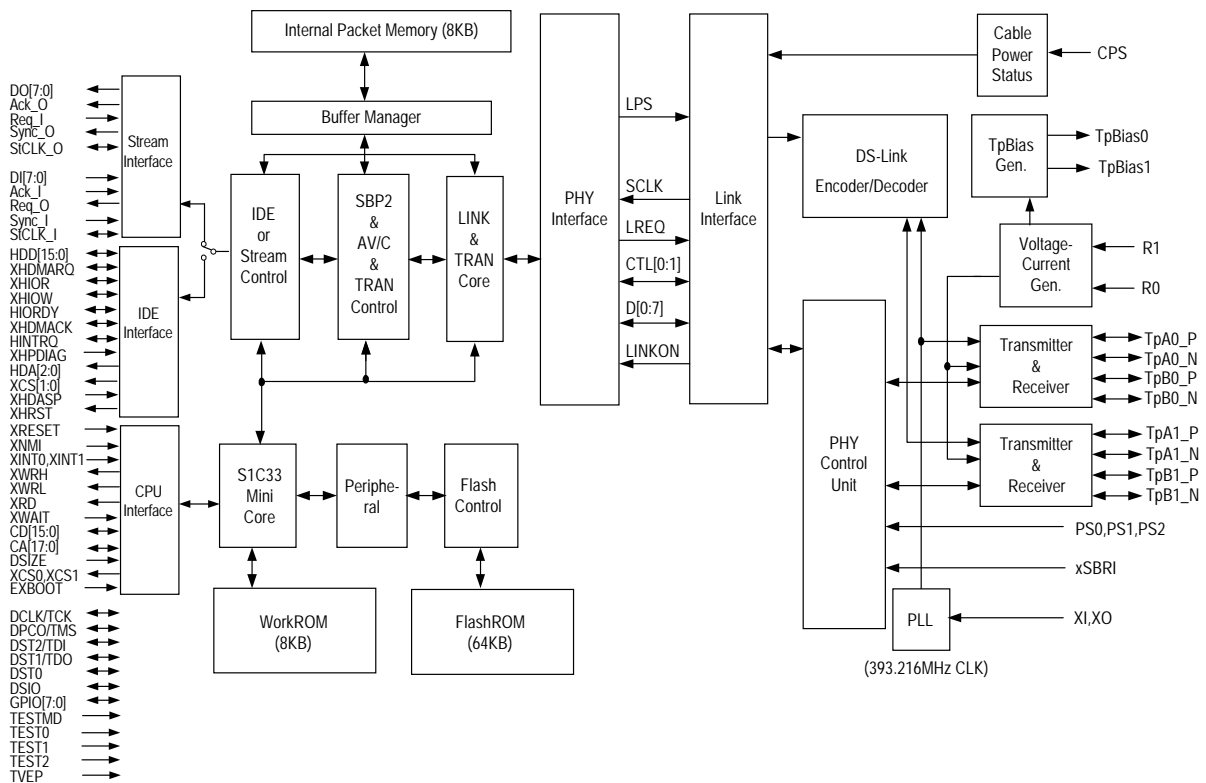 Internal Packet Memory (8KB)
Buffer Manager
DO[7:0]
Ack_O
Req_I
Sync_O
StCLK_O
DI[7:0]
Ack_I
Req_O
Sync_I
StCLK_I
Stream
Interface
HDD[15:0]
XHDMARQ
XHIOR
XHIOW
HIORDY
XHDMACK
HINTRQ
XHPDIAG
HDA[2:0]
XCS[1:0]
XHDASP
XHRST
IDE
Interface
XRESET
XNMI
XINT0,XINT1
XWRH
XWRL
XRD
XWAIT
CD[15:0]
CA[17:0]
DSIZE
XCS0,XCS1
EXBOOT
CPU
Interface
DCLK/TCK
DPCO/TMS
DST2/TDI
DST1/TDO
DST0
DSIO
GPIO[7:0]
TESTMD
TEST0
TEST1
TEST2
TVEP
IDE
or
Stream
Control
SBP2
&
AV/C
&
TRAN
Control
LINK
&
TRAN
Core
S1C33
Mini
Core
Periphe-
ral
Flash
Control
WorkROM
(8KB)
FlashROM
(64KB)
PHY
Interface
LPS
SCLK
LREQ
CTL[0:1]
D[0:7]
LINKON
Link
Interface
Cable
Power
Status
CPS
DS-Link
Encoder/Decoder
TpBias
Gen.
TpBias0
TpBias1
Voltage-
Current
Gen.
R1
R0
Transmitter
&
Receiver
TpA0_P
TpA0_N
TpB0_P
TpB0_N
Transmitter
&
Receiver
TpA1_P
TpA1_N
TpB1_P
TpB1_N
PHY
Control
Unit
PS0,PS1,PS2
xSBRI
PLL
XI,XO
(393.216MHz CLK)